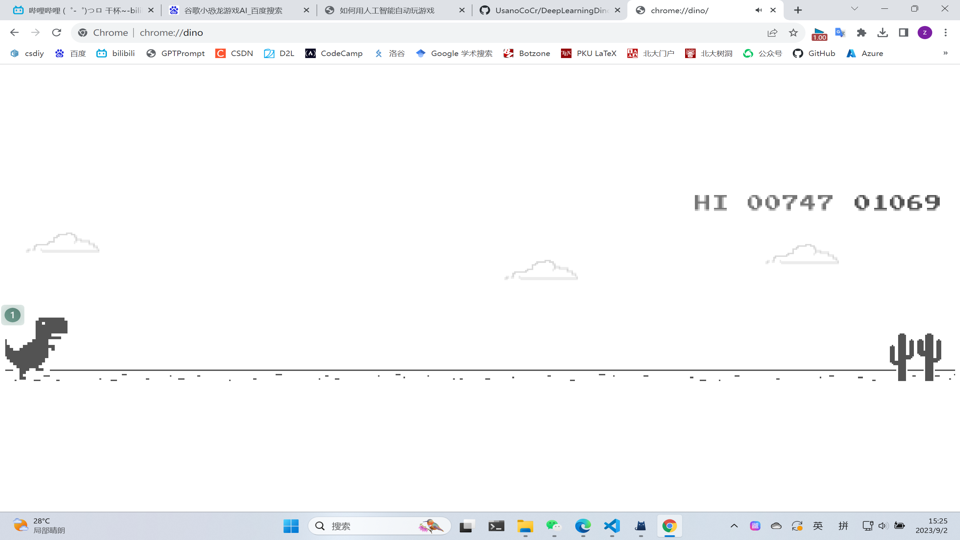 哔哩哔哩 (゜-゜)つロ 干杯~-bili
谷歌小恐龙游戏AI_百度搜索
如何用人工智能自动玩游戏
UsanoCoCr/DeepLearningDin
chrome://dino/
Chrome | chrome://dino
1.00
z
csdiy
百度
bilibili
GPTPrompt
CSDN
D2L
CodeCamp
洛谷
Google 学术搜索
Botzone
PKU LaTeX
北大门户
北大树洞
公众号
GitHub
Azure
»
HI 00747 01069
1
28°C
局部晴朗
搜索
英
拼
15:25
2023/9/2